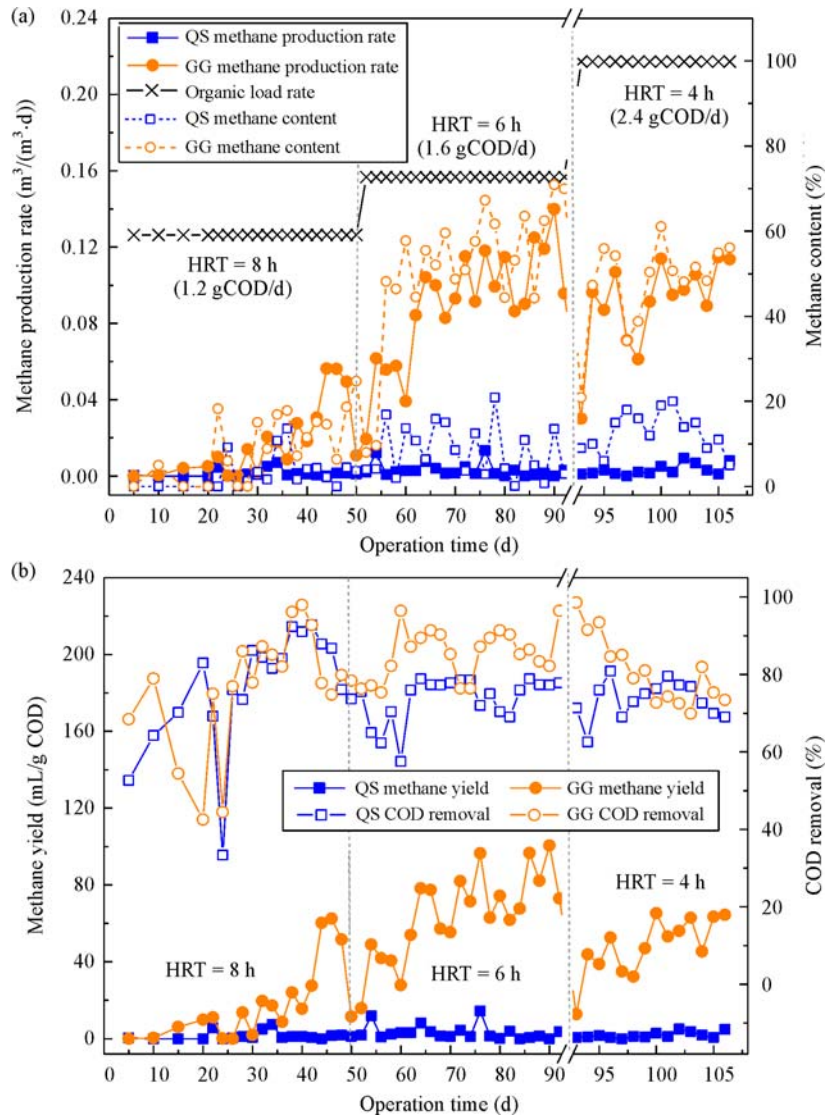 (a)
0.24
0.20
0.16
0.12
0.08
0.04
0.00
Methane production rate (m³/(m³·d))
QS methane production rate
GG methane production rate
Organic load rate
QS methane content
GG methane content
HRT = 8 h
(1.2 gCOD/d)
HRT = 6 h
(1.6 gCOD/d)
HRT = 4 h
(2.4 gCOD/d)
100
80
60
40
20
0
Methane content (%)
0 10 20 30 40 50 60 70 80 90 95 100 105
Operation time (d)
(b)
240
200
160
120
80
40
0
Methane yield (mL/g COD)
QS methane yield GG methane yield
QS COD removal GG COD removal
HRT = 8 h
HRT = 6 h
HRT = 4 h
100
80
60
40
20
0
COD removal (%)
0 10 20 30 40 50 60 70 80 90 95 100 105
Operation time (d)